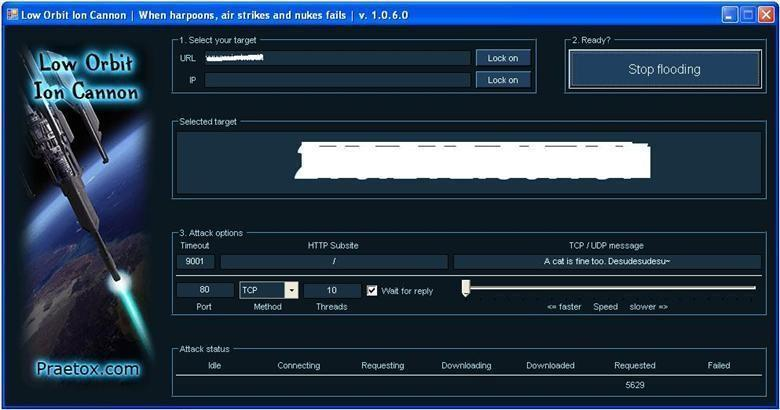 Low Orbit Ion Cannon | When harpoons, air strikes and nukes fails | v. 1.0.6.0
Low Orbit
Ion Cannon
Praetox.com
1. Select your target
URL
Lock on
IP
Lock on
2. Ready?
Stop flooding
Selected target
3. Attack options
Timeout
HTTP Subsite
TCP / UDP message
9001
/
A cat is fine too. Desudesudesu~
80
TCP
10
Wait for reply
Port
Method
Threads
<= faster Speed slower =>
Attack status
Idle
Connecting
Requesting
Downloading
Downloaded
Requested
Failed
5629